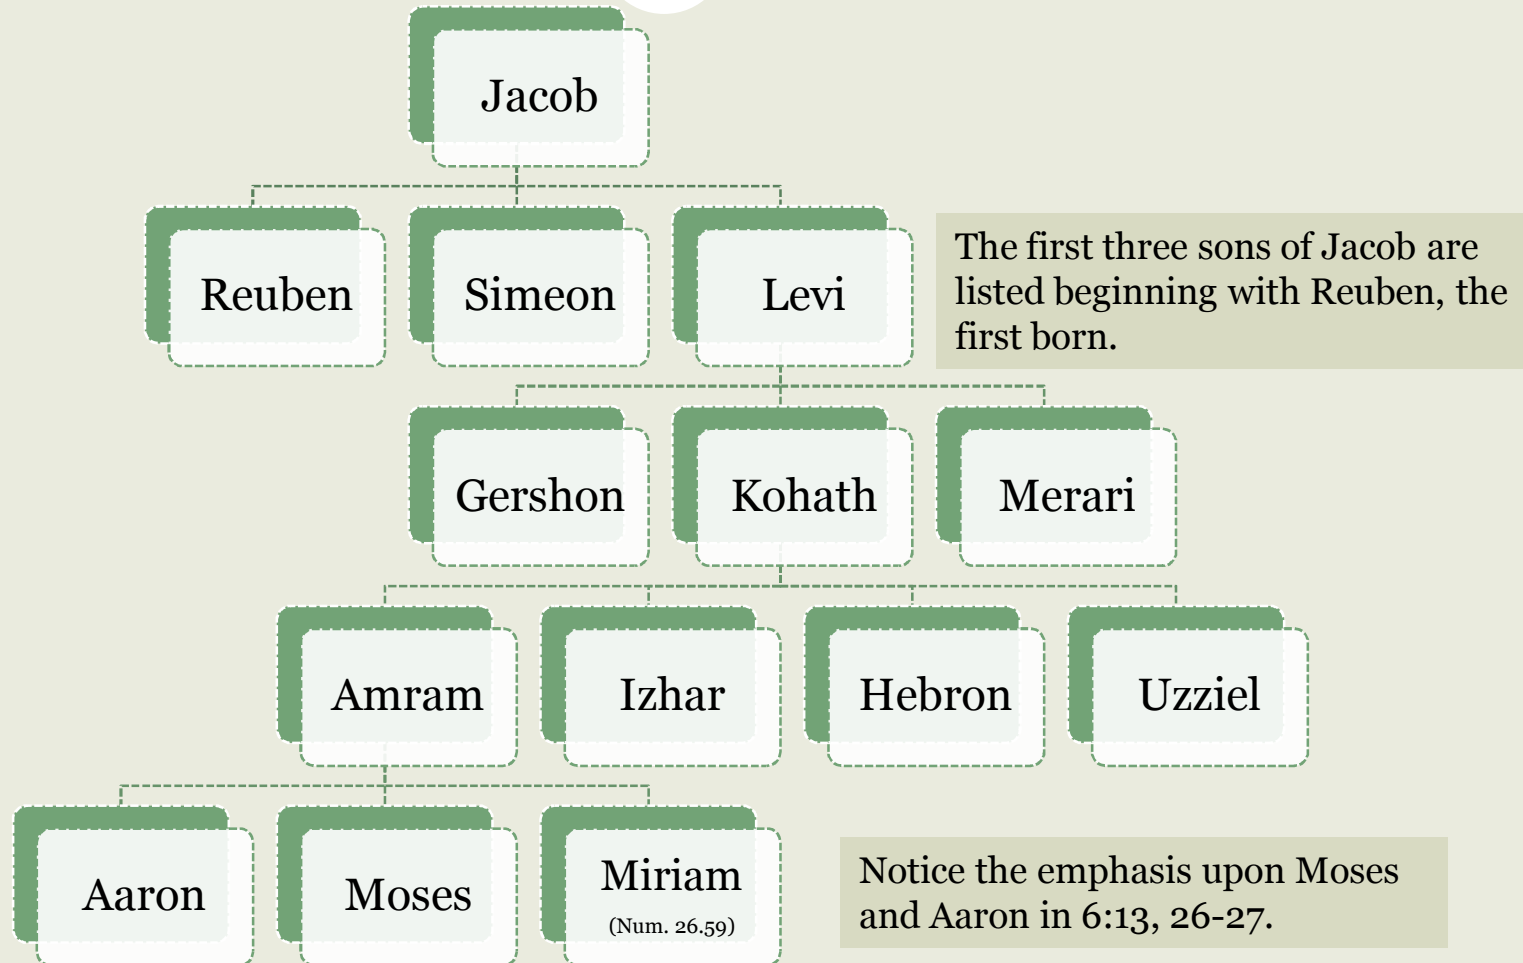 Jacob
Reuben
Simeon
Levi
The first three sons of Jacob are
listed beginning with Reuben, the
first born.
Gershon
Kohath
Merari
Amram
Izhar
Hebron
Uzziel
Aaron
Moses
Miriam
(Num. 26.59)
Notice the emphasis upon Moses
and Aaron in 6:13, 26-27.